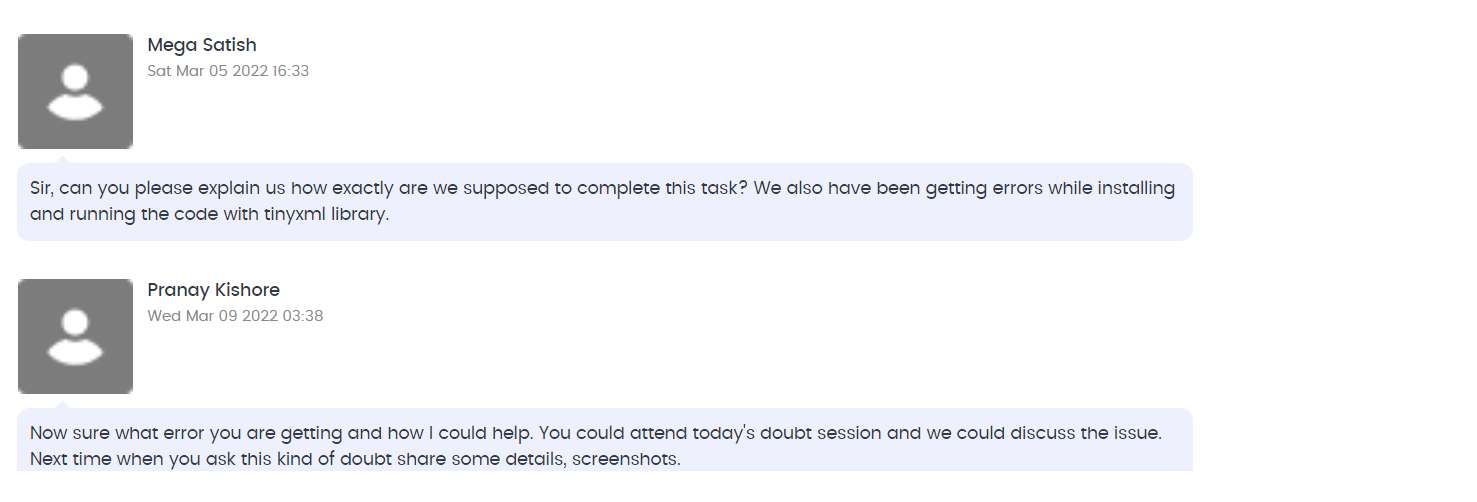 Mega Satish
Sat Mar 05 2022 16:33
Sir, can you please explain us how exactly are we supposed to complete this task? We also have been getting errors while installing
and running the code with tinyxml library.
Pranay Kishore
Wed Mar 09 2022 03:38
Now sure what error you are getting and how I could help. You could attend today's doubt session and we could discuss the issue.
Next time when you ask this kind of doubt share some details, screenshots.